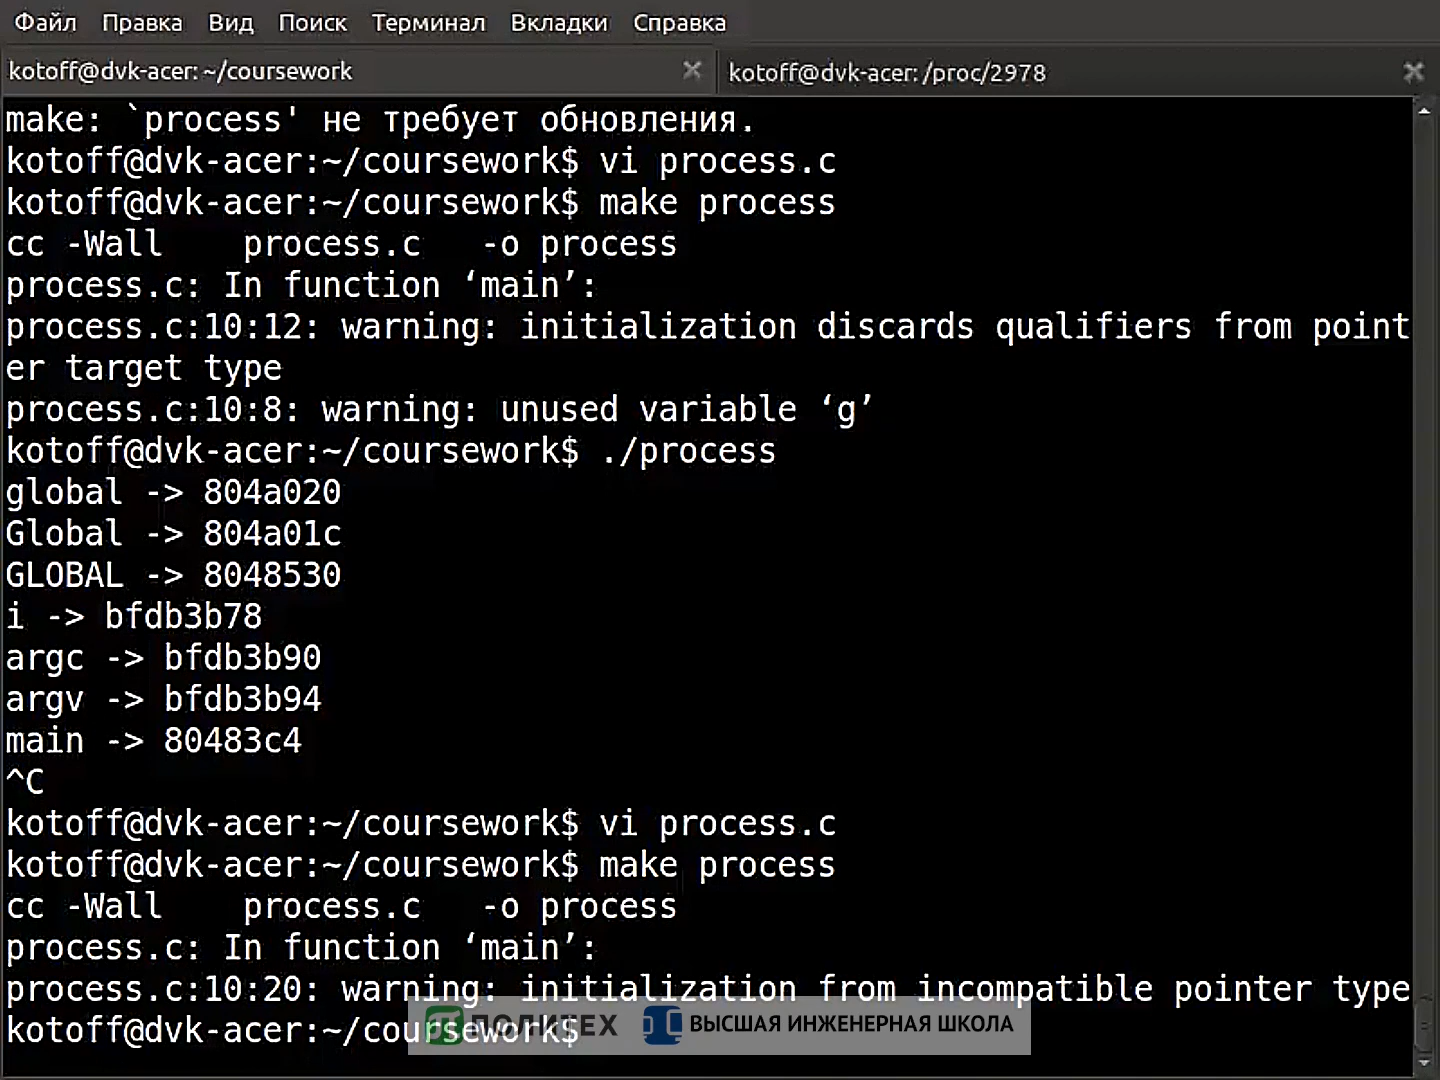 Файл Правка Вид Поиск Терминал Вкладки Справка
kotoff@dvk-acer: ~/coursework
kotoff@dvk-acer: /proc/2978
make: `process' не требует обновления.
kotoff@dvk-acer:~/coursework$ vi process.c
kotoff@dvk-acer:~/coursework$ make process
cc -Wall    process.c   -o process
process.c: In function ‘main’:
process.c:10:12: warning: initialization discards qualifiers from point
er target type
process.c:10:8: warning: unused variable ‘g’
kotoff@dvk-acer:~/coursework$ ./process
global -> 804a020
Global -> 804a01c
GLOBAL -> 8048530
i -> bfdb3b78
argc -> bfdb3b90
argv -> bfdb3b94
main -> 80483c4
^C
kotoff@dvk-acer:~/coursework$ vi process.c
kotoff@dvk-acer:~/coursework$ make process
cc -Wall    process.c   -o process
process.c: In function ‘main’:
process.c:10:20: warning: initialization from incompatible pointer type
kotoff@dvk-acer:~/coursework$
ПОЛИТЕХ ВЫСШАЯ ИНЖЕНЕРНАЯ ШКОЛА